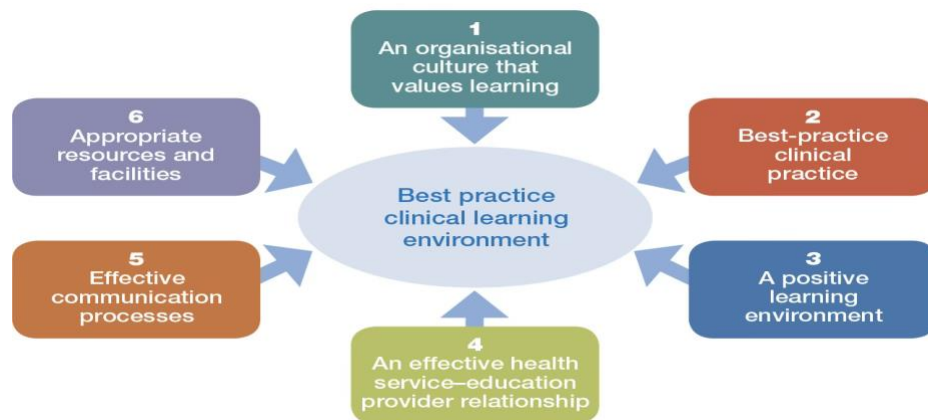 1
An organisational
culture that
values learning
2
Best-practice
clinical
practice
3
A positive
learning
environment
4
An effective health
service–education
provider relationship
5
Effective
communication
processes
6
Appropriate
resources and
facilities
Best practice
clinical learning
environment